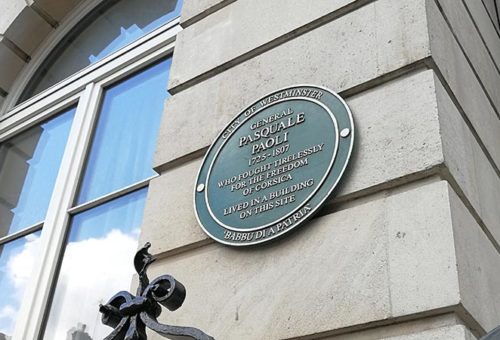 CITY OF WESTMINSTER
GENERAL
PASQUALE
PAOLI
1725-1807
WHO FOUGHT TIRELESSLY
FOR THE FREEDOM
OF CORSICA
LIVED IN A BUILDING
ON THIS SITE
'BABBU DI A PATRIA'